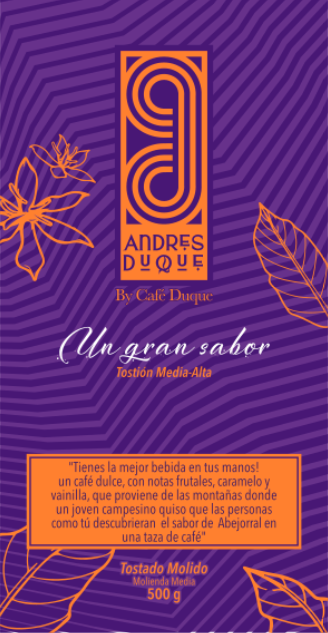 ANDRES
DUQUE
By Café Duque
Un gran sabor
Tostión Media-Alta
"Tienes la mejor bebida en tus manos!
un café dulce, con notas frutales, caramelo y
vainilla, que proviene de las montañas donde
un joven campesino quiso que las personas
como tú descubrieran el sabor de Abejorral en
una taza de café"
Tostado Molido
Molienda Media
500 g